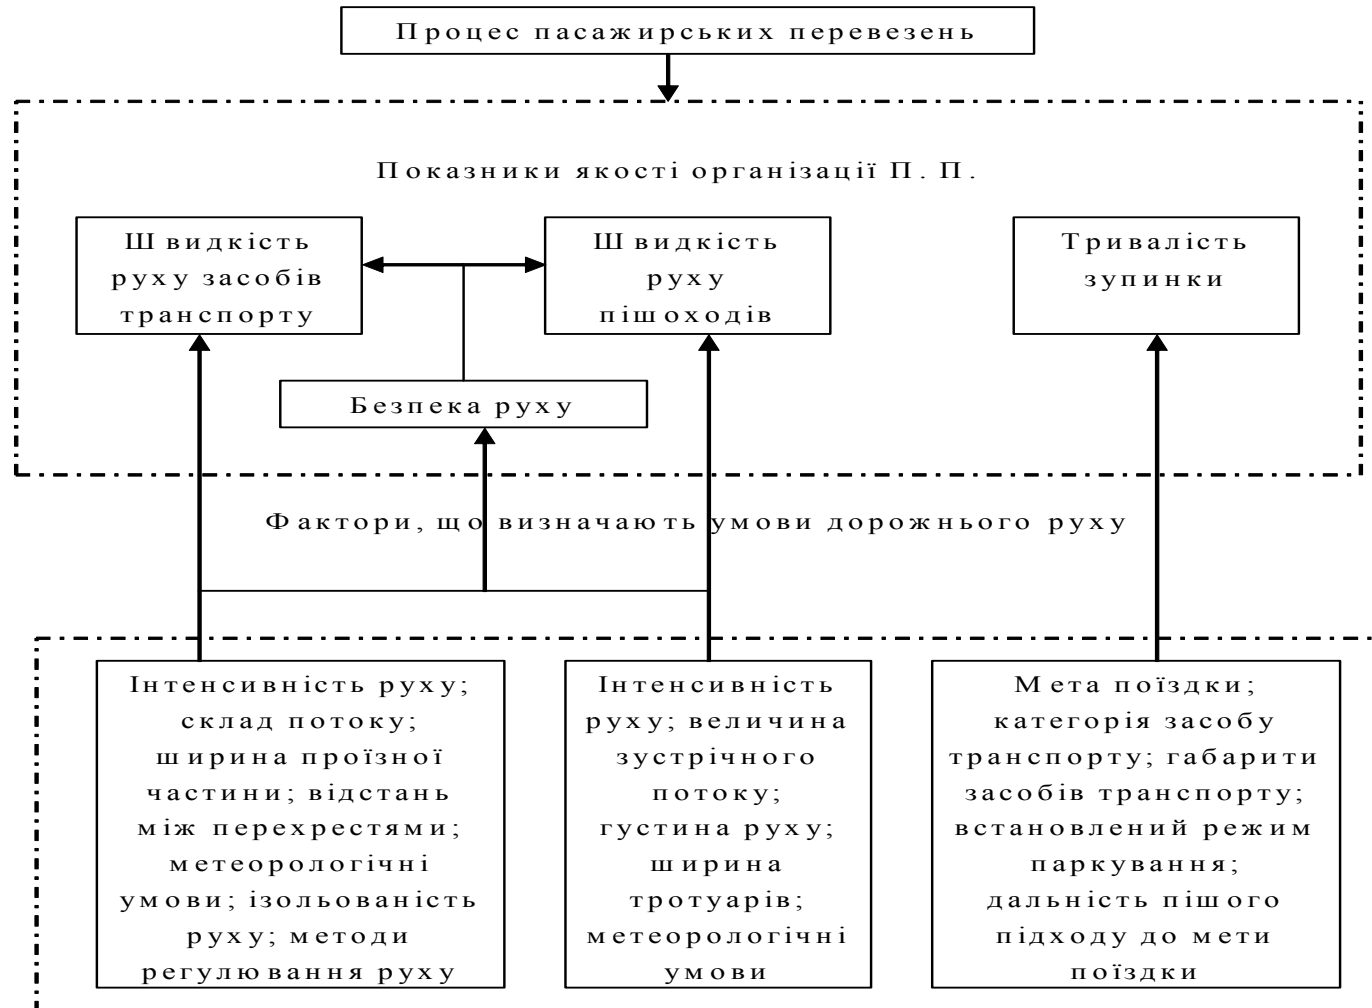 Процес пасажирських перевезень
Показники якості організації П. П.
Швидкість
руху засобів
транспорту
Швидкість
руху
пішоходів
Тривалість
зупинки
Безпека руху
Фактори, що визначають умови дорожнього руху
Інтенсивність руху;
склад потоку;
ширина проїзної
частини; відстань
між перехрестями;
метеорологічні
умови; ізольованість
руху; методи
регулювання руху
Інтенсивність
руху; величина
зустрічного
потоку;
густина руху;
ширина
тротуарів;
метеорологічні
умови
Мета поїздки;
категорія засобу
транспорту; габарити
засобів транспорту;
встановлений режим
паркування;
дальність пішого
підходу до мети
поїздки